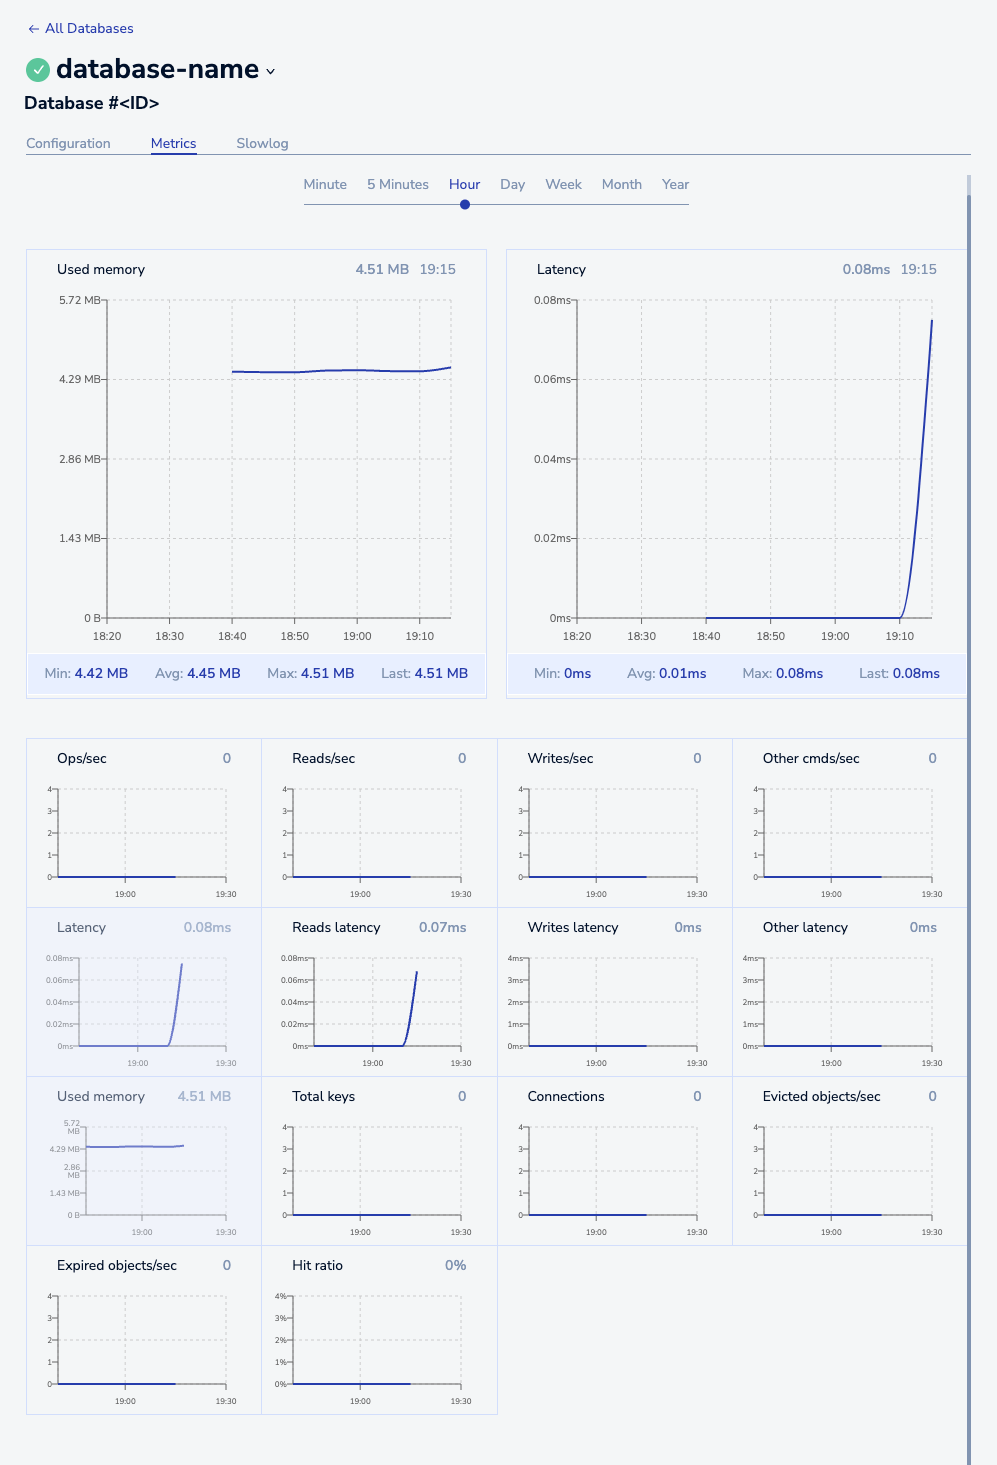 ← All Databases
database-name
Database #<ID>
Configuration Metrics Slowlog
Minute 5 Minutes Hour Day Week Month Year
Used memory 4.51 MB 19:15
5.72 MB
4.29 MB
2.86 MB
1.43 MB
0 B
18:20 18:30 18:40 18:50 19:00 19:10
Min: 4.42 MB Avg: 4.45 MB Max: 4.51 MB Last: 4.51 MB
Latency 0.08ms 19:15
0.08ms
0.06ms
0.04ms
0.02ms
0ms
18:20 18:30 18:40 18:50 19:00 19:10
Min: 0ms Avg: 0.01ms Max: 0.08ms Last: 0.08ms
Ops/sec 0
4
3
2
1
0
19:00 19:30
Reads/sec 0
4
3
2
1
0
19:00 19:30
Writes/sec 0
4
3
2
1
0
19:00 19:30
Other cmds/sec 0
4
3
2
1
0
19:00 19:30
Latency 0.08ms
0.08ms
0.06ms
0.04ms
0.02ms
0ms
19:00 19:30
Reads latency 0.07ms
0.08ms
0.06ms
0.04ms
0.02ms
0ms
19:00 19:30
Writes latency 0ms
4ms
3ms
2ms
1ms
0ms
19:00 19:30
Other latency 0ms
4ms
3ms
2ms
1ms
0ms
19:00 19:30
Used memory 4.51 MB
5.72
MB
4.29 MB
2.86
MB
1.43 MB
0 B
19:00 19:30
Total keys 0
4
3
2
1
0
19:00 19:30
Connections 0
4
3
2
1
0
19:00 19:30
Evicted objects/sec 0
4
3
2
1
0
19:00 19:30
Expired objects/sec 0
4
3
2
1
0
19:00 19:30
Hit ratio 0%
4%
3%
2%
1%
0%
19:00 19:30